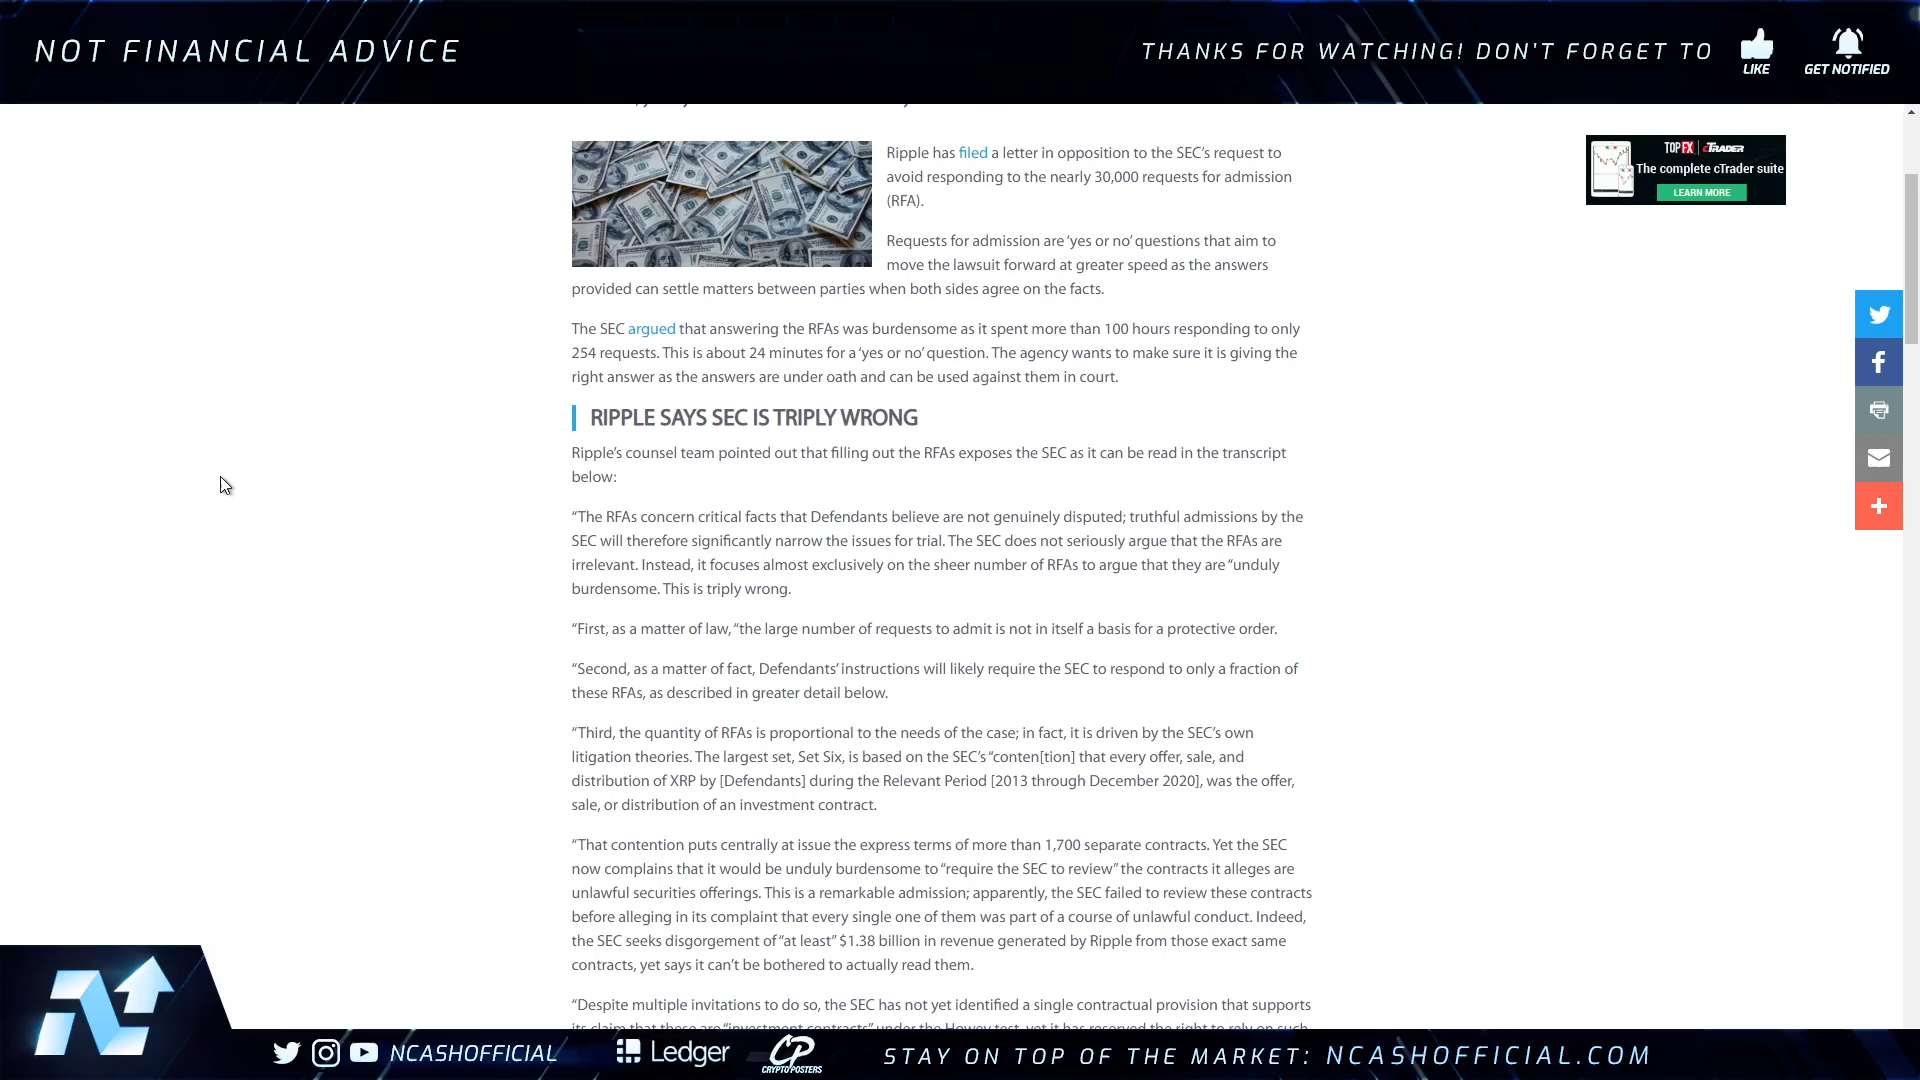 NOT FINANCIAL ADVICE
THANKS FOR WATCHING! DON'T FORGET TO
LIKE
GET NOTIFIED
Ripple has filed a letter in opposition to the SEC’s request to
avoid responding to the nearly 30,000 requests for admission
(RFA).
Requests for admission are ‘yes or no’ questions that aim to
move the lawsuit forward at greater speed as the answers
provided can settle matters between parties when both sides agree on the facts.
The SEC argued that answering the RFAs was burdensome as it spent more than 100 hours responding to only
254 requests. This is about 24 minutes for a ‘yes or no’ question. The agency wants to make sure it is giving the
right answer as the answers are under oath and can be used against them in court.
RIPPLE SAYS SEC IS TRIPLY WRONG
Ripple’s counsel team pointed out that filling out the RFAs exposes the SEC as it can be read in the transcript
below:
“The RFAs concern critical facts that Defendants believe are not genuinely disputed; truthful admissions by the
SEC will therefore significantly narrow the issues for trial. The SEC does not seriously argue that the RFAs are
irrelevant. Instead, it focuses almost exclusively on the sheer number of RFAs to argue that they are “unduly
burdensome. This is triply wrong.
“First, as a matter of law, “the large number of requests to admit is not in itself a basis for a protective order.
“Second, as a matter of fact, Defendants’ instructions will likely require the SEC to respond to only a fraction of
these RFAs, as described in greater detail below.
“Third, the quantity of RFAs is proportional to the needs of the case; in fact, it is driven by the SEC’s own
litigation theories. The largest set, Set Six, is based on the SEC’s “conten[tion] that every offer, sale, and
distribution of XRP by [Defendants] during the Relevant Period [2013 through December 2020], was the offer,
sale, or distribution of an investment contract.
“That contention puts centrally at issue the express terms of more than 1,700 separate contracts. Yet the SEC
now complains that it would be unduly burdensome to “require the SEC to review” the contracts it alleges are
unlawful securities offerings. This is a remarkable admission; apparently, the SEC failed to review these contracts
before alleging in its complaint that every single one of them was part of a course of unlawful conduct. Indeed,
the SEC seeks disgorgement of “at least” $1.38 billion in revenue generated by Ripple from those exact same
contracts, yet says it can’t be bothered to actually read them.
“Despite multiple invitations to do so, the SEC has not yet identified a single contractual provision that supports
its claim that these are “investment contracts” under the Howey test, yet it has reserved the right to rely on such
TOPFX cTRADER
The complete cTrader suite
LEARN MORE
NCASHOFFICIAL
Ledger
CP
CRYPTOPOSTERS
STAY ON TOP OF THE MARKET: NCASHOFFICIAL.COM